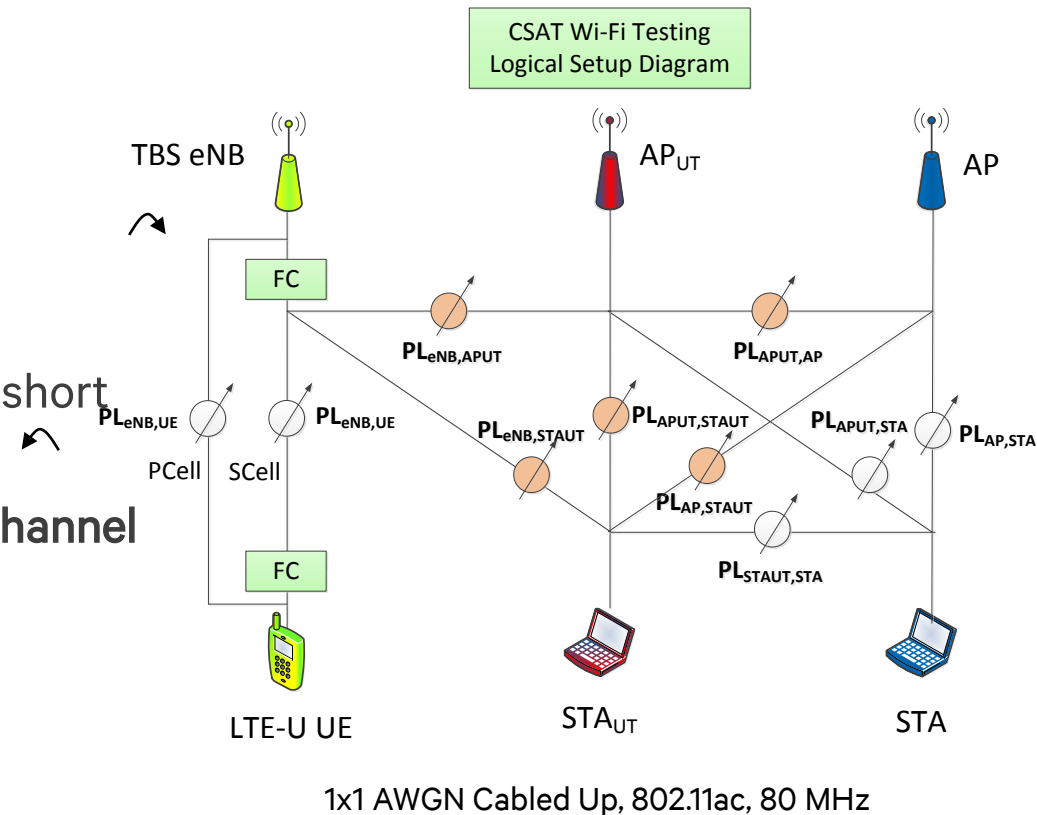 CSAT Wi-Fi Testing
Logical Setup Diagram
TBS eNB
AP_UT
AP
FC
PL_eNB,APUT
PL_APUT,AP
short
PL_eNB,UE
PL_eNB,UE
PL_eNB,STAUT
PL_APUT,STAUT
PL_APUT,STA
PL_AP,STA
PCell
SCell
PL_AP,STAUT
hannel
PL_STAUT,STA
FC
LTE-U UE
STA_UT
STA
1x1 AWGN Cabled Up, 802.11ac, 80 MHz